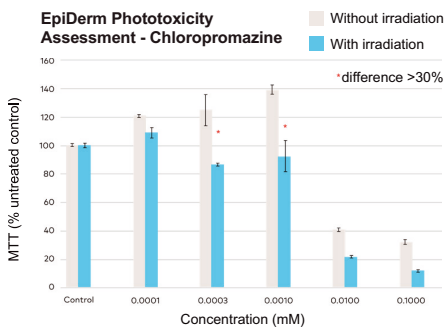 EpiDerm Phototoxicity
Assessment - Chlopromazine
Without irradiation
With irradiation
*difference >30%
MTT (% untreated control)
160
140
120
100
80
60
40
20
0
*
*
Control
0.0001
0.0003
0.0010
0.0100
0.1000
Concentration (mM)